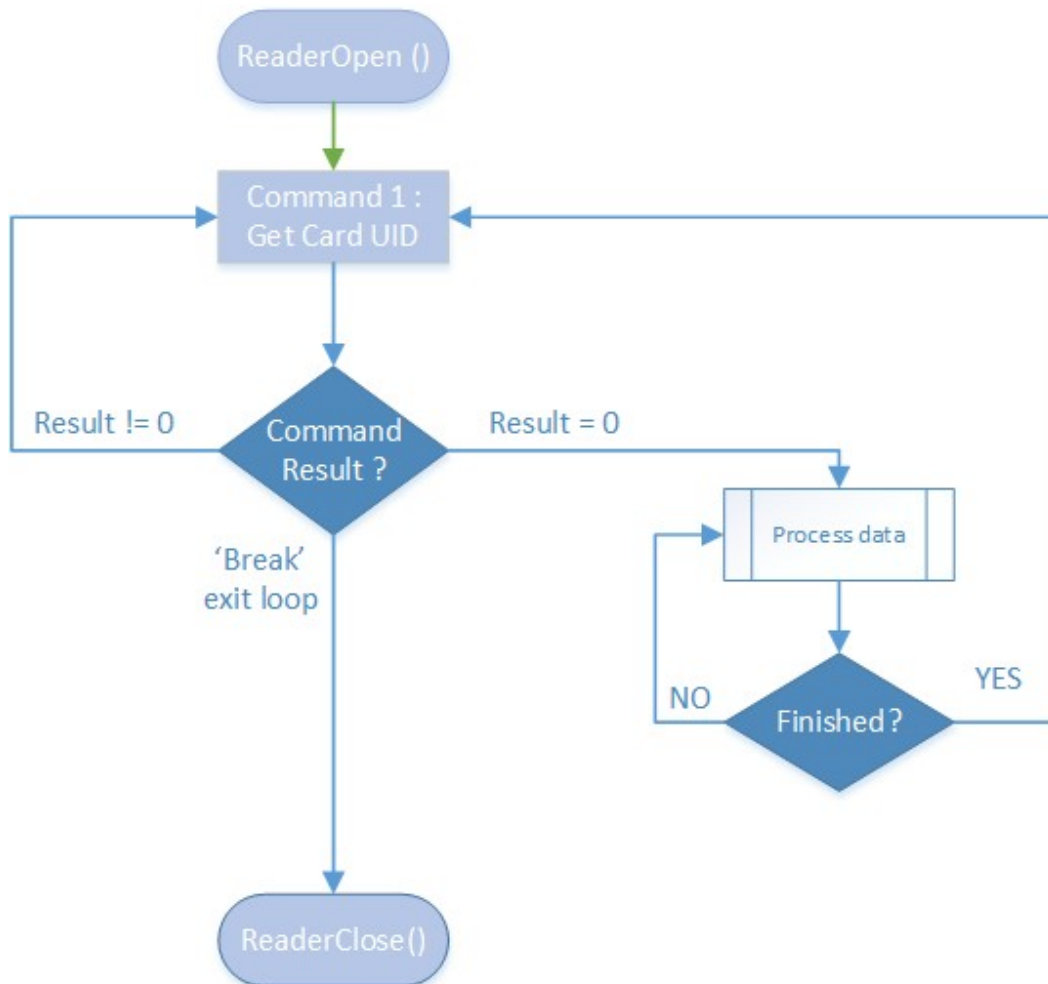 ReaderOpen ()
Command 1 :
Get Card UID
Result != 0
Command
Result ?
Result = 0
Process data
‘Break’
exit loop
NO
Finished ?
YES
ReaderClose()